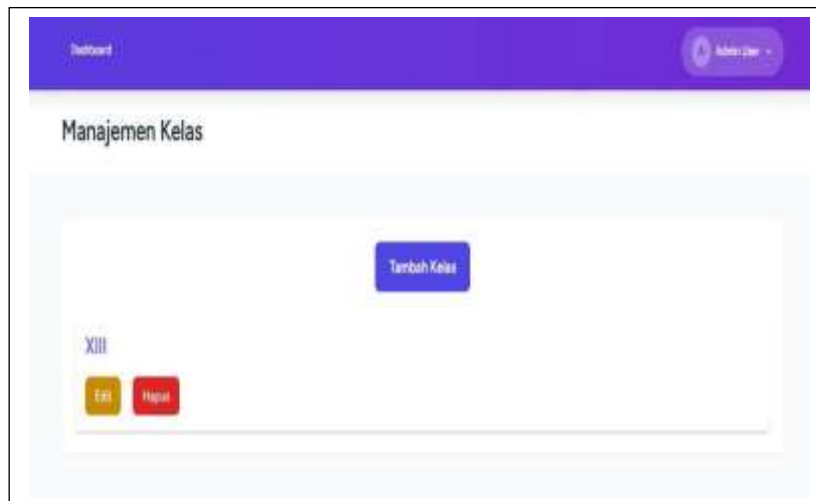 Dashboard
Admin User
Manajemen Kelas
Tambah Kelas
XIII
Edit
Hapus